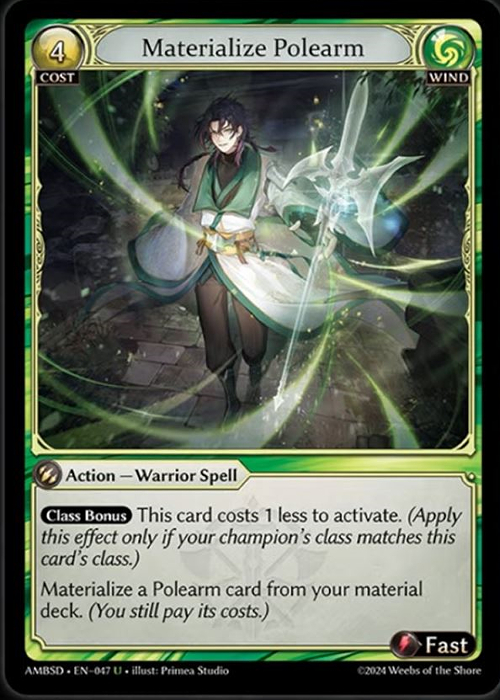 4
Materialize Polearm
COST
WIND
Action — Warrior Spell
Class Bonus This card costs 1 less to activate. (Apply
this effect only if your champion's class matches this
card's class.)
Materialize a Polearm card from your material
deck. (You still pay its costs.)
Fast
AMBSD • EN-047 U • illust: Primea Studio
©2024 Weebs of the Shore